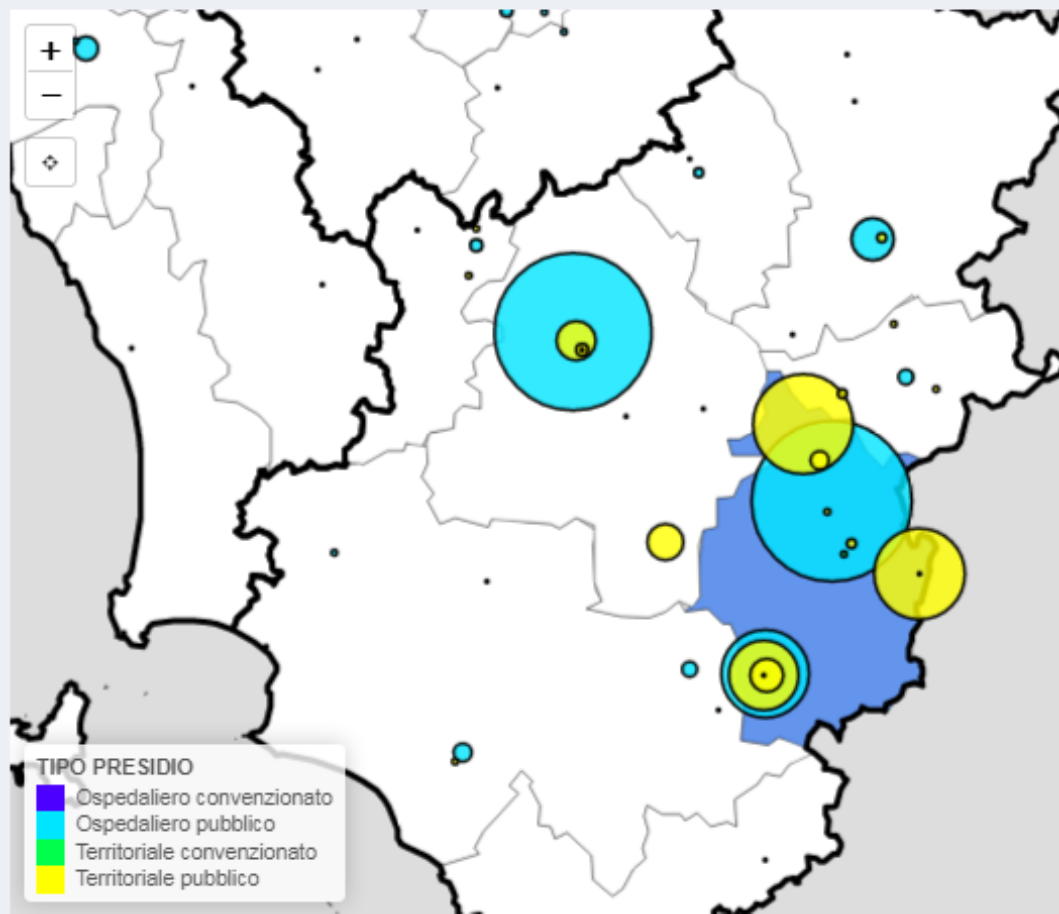 +
−
TIPO PRESIDIO
Ospedaliero convenzionato
Ospedaliero pubblico
Territoriale convenzionato
Territoriale pubblico